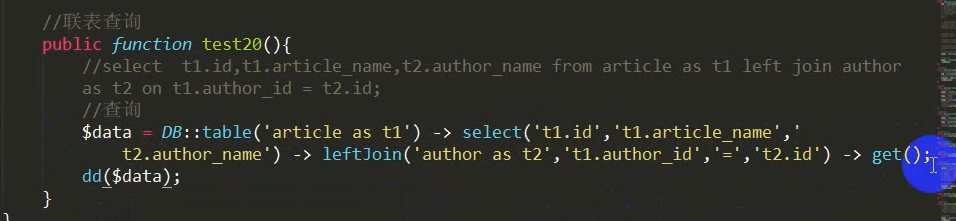 //联表查询
public function test20(){
//select  t1.id,t1.article_name,t2.author_name from article as t1 left join author
as t2 on t1.author_id = t2.id;
//查询
$data = DB::table('article as t1') -> select('t1.id','t1.article_name','
t2.author_name') -> leftJoin('author as t2','t1.author_id','=','t2.id') -> get();
dd($data);
}
}